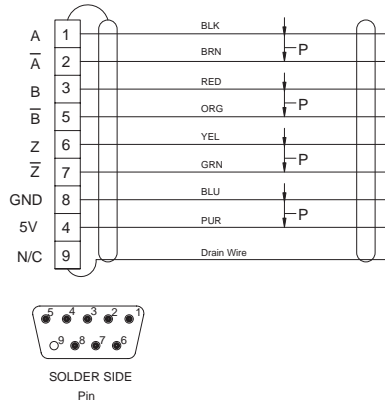 A 1 BLK
A̅ 2 BRN P
B 3 RED
B̅ 5 ORG P
Z 6 YEL
Z̅ 7 GRN P
GND 8 BLU
5V 4 PUR P
N/C 9 Drain Wire
5 4 3 2 1
9 8 7 6
SOLDER SIDE
Pin